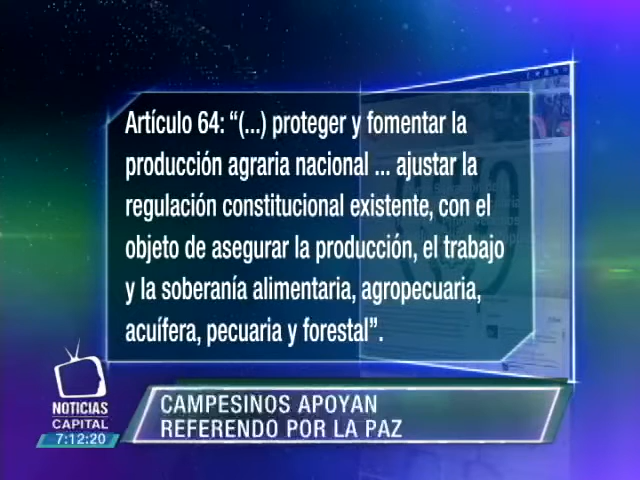 Artículo 64: “(...) proteger y fomentar la
producción agraria nacional ... ajustar la
regulación constitucional existente, con el
objeto de asegurar la producción, el trabajo
y la soberanía alimentaria, agropecuaria,
acuífera, pecuaria y forestal”.
NOTICIAS
CAPITAL
7:12:20
CAMPESINOS APOYAN
REFERENDO POR LA PAZ